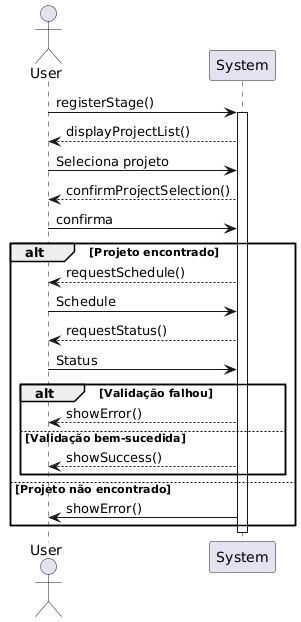 User
System
registerStage()
displayProjectList()
Seleciona projeto
confirmProjectSelection()
confirma
alt [Projeto encontrado]
requestSchedule()
Schedule
requestStatus()
Status
alt [Validação falhou]
showError()
[Validação bem-sucedida]
showSuccess()
[Projeto não encontrado]
showError()
User
System